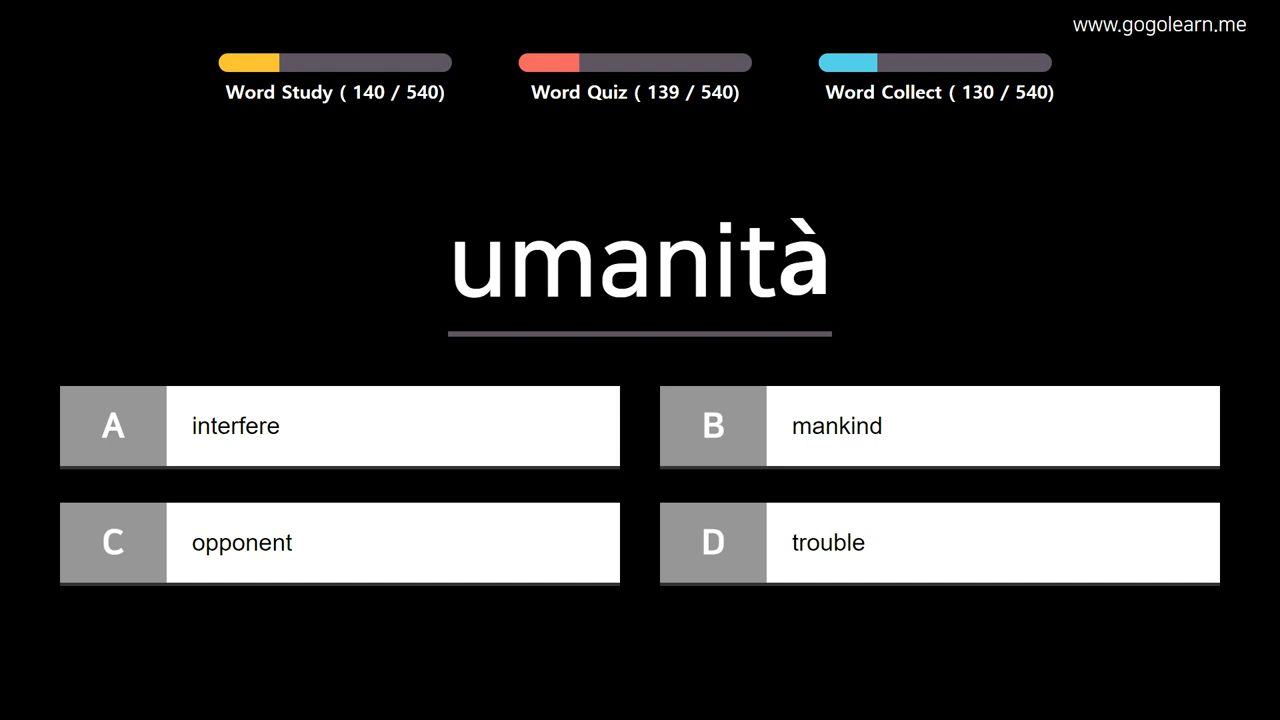 www.gogolearn.me
Word Study ( 140 / 540)
Word Quiz ( 139 / 540)
Word Collect ( 130 / 540)
umanità
A interfere
B mankind
C opponent
D trouble